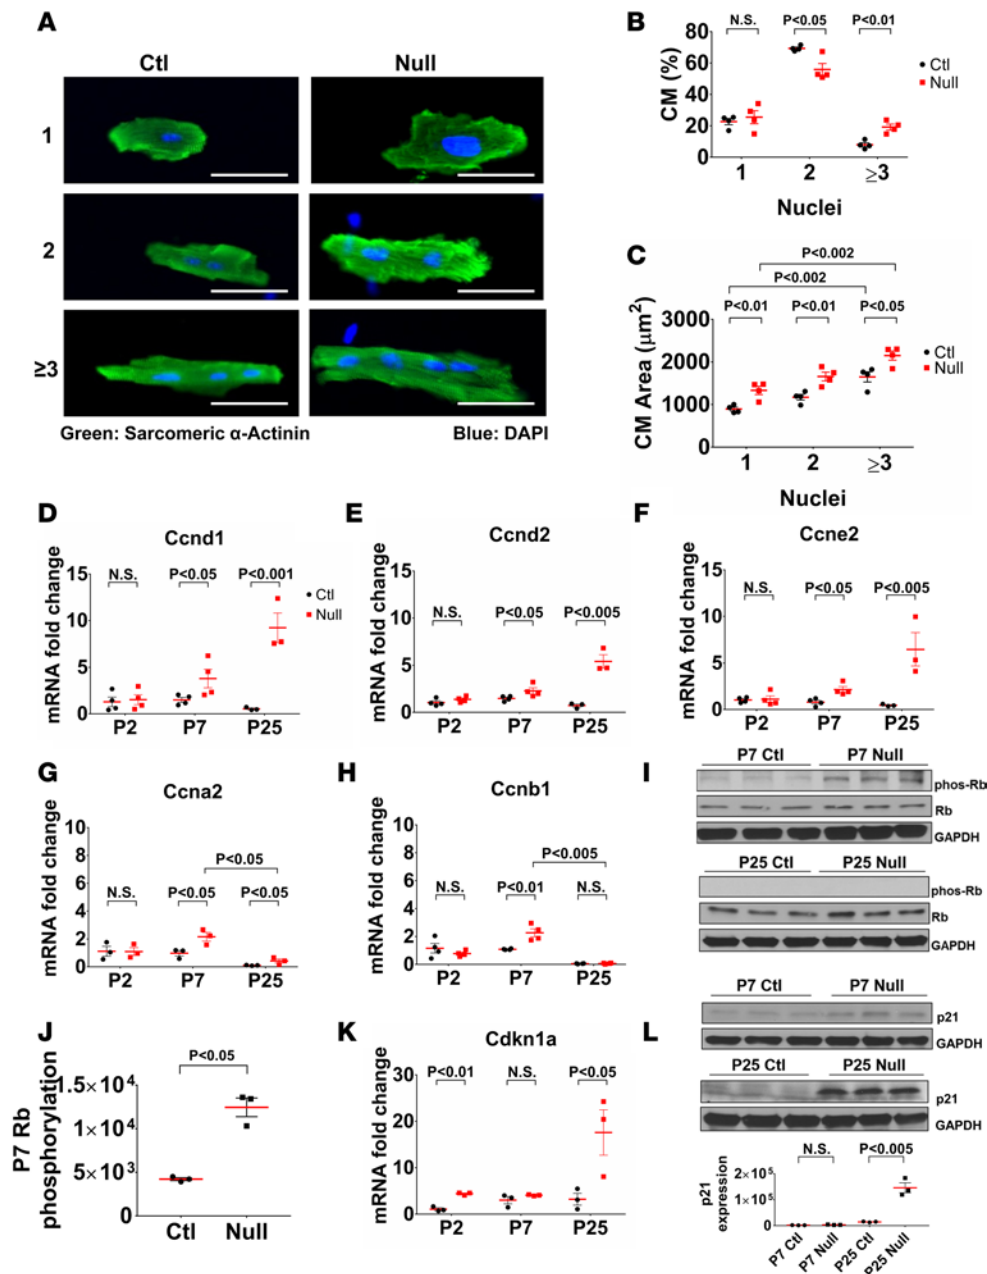 A
Ctl
Null
1
2
≥3
Green: Sarcomeric α-Actinin
Blue: DAPI
B
N.S.
P<0.05
P<0.01
CM (%)
80
60
40
20
0
Ctl
Null
1
2
≥3
Nuclei
C
P<0.002
P<0.002
P<0.01
P<0.01
P<0.05
CM Area (μm²)
3000
2000
1000
0
Ctl
Null
1
2
≥3
Nuclei
D
Ccnd1
mRNA fold change
15
10
5
0
N.S.
P<0.05
P<0.001
Ctl
Null
P2
P7
P25
E
Ccnd2
mRNA fold change
15
10
5
0
N.S.
P<0.05
P<0.005
P2
P7
P25
F
Ccne2
mRNA fold change
15
10
5
0
N.S.
P<0.05
P<0.005
P2
P7
P25
G
Ccna2
mRNA fold change
10
8
6
4
2
0
P<0.05
N.S.
P<0.05
P<0.05
P2
P7
P25
H
Ccnb1
mRNA fold change
10
8
6
4
2
0
P<0.005
N.S.
P<0.01
N.S.
P2
P7
P25
I
P7 Ctl
P7 Null
phos-Rb
Rb
GAPDH
P25 Ctl
P25 Null
phos-Rb
Rb
GAPDH
J
P7 Rb
phosphorylation
P<0.05
1.5×10⁴
1×10⁴
5×10³
0
Ctl
Null
K
Cdkn1a
mRNA fold change
30
20
10
0
P<0.01
N.S.
P<0.05
P2
P7
P25
L
P7 Ctl
P7 Null
p21
GAPDH
P25 Ctl
P25 Null
p21
GAPDH
p21
expression
N.S.
P<0.005
2×10⁵
1×10⁵
0
P7 Ctl
P7 Null
P25 Ctl
P25 Null